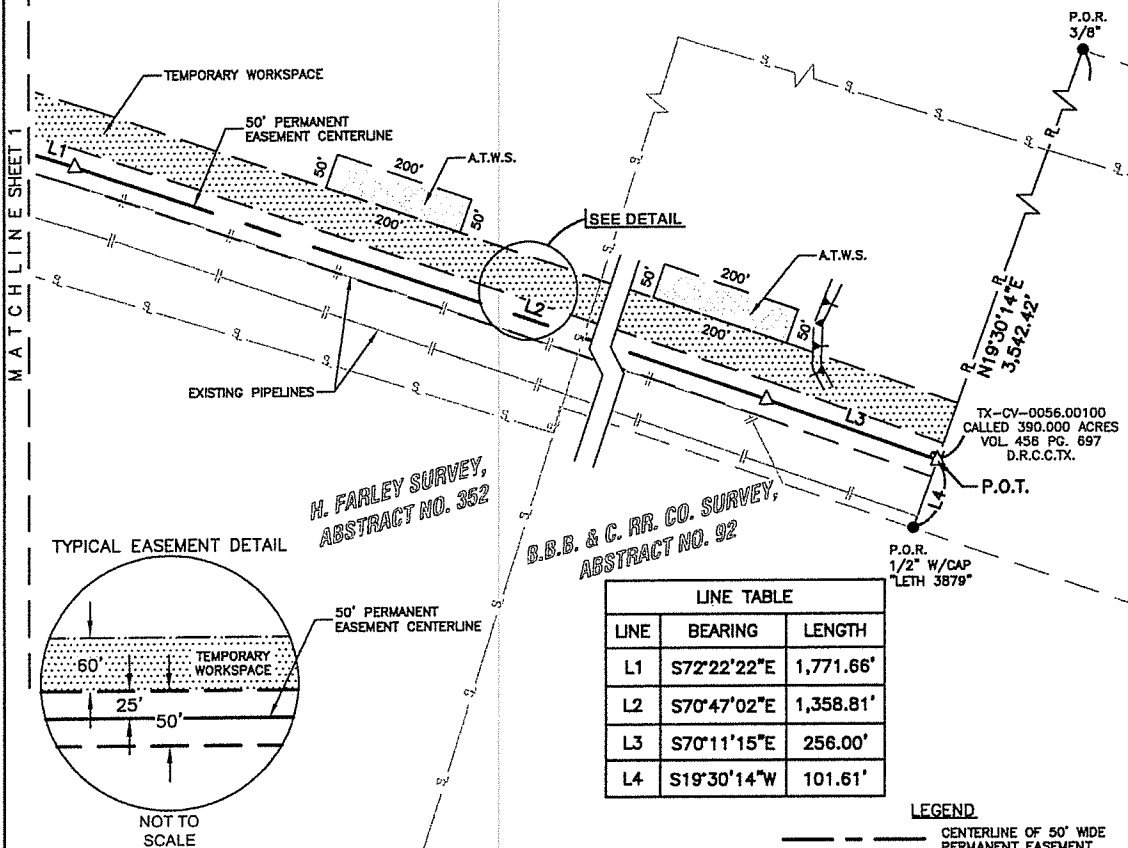 P.O.R.
3/8"
TEMPORARY WORKSPACE
50' PERMANENT
EASEMENT CENTERLINE
MATCHLINE SHEET 1
L1
50'
200'
A.T.W.S.
200'
50'
SEE DETAIL
L2
A.T.W.S.
50'
200'
200'
50'
N19°30'14"E
3,542.42'
EXISTING PIPELINES
L3
TX-CV-0056.00100
CALLED 390.000 ACRES
VOL. 456 PG. 697
D.R.C.C.TX.
P.O.T.
L4
H. FARLEY SURVEY,
ABSTRACT NO. 352
B.B.B. & C. RR. CO. SURVEY,
ABSTRACT NO. 92
P.O.R.
1/2" W/CAP
"LETH 3879"
TYPICAL EASEMENT DETAIL
50' PERMANENT
EASEMENT CENTERLINE
60'
TEMPORARY
WORKSPACE
25'
50'
NOT TO
SCALE
LINE TABLE
LINE BEARING LENGTH
L1 S72°22'22"E 1,771.66'
L2 S70°47'02"E 1,358.81'
L3 S70°11'15"E 256.00'
L4 S19°30'14"W 101.61'
LEGEND
CENTERLINE OF 50' WIDE
PERMANENT EASEMENT